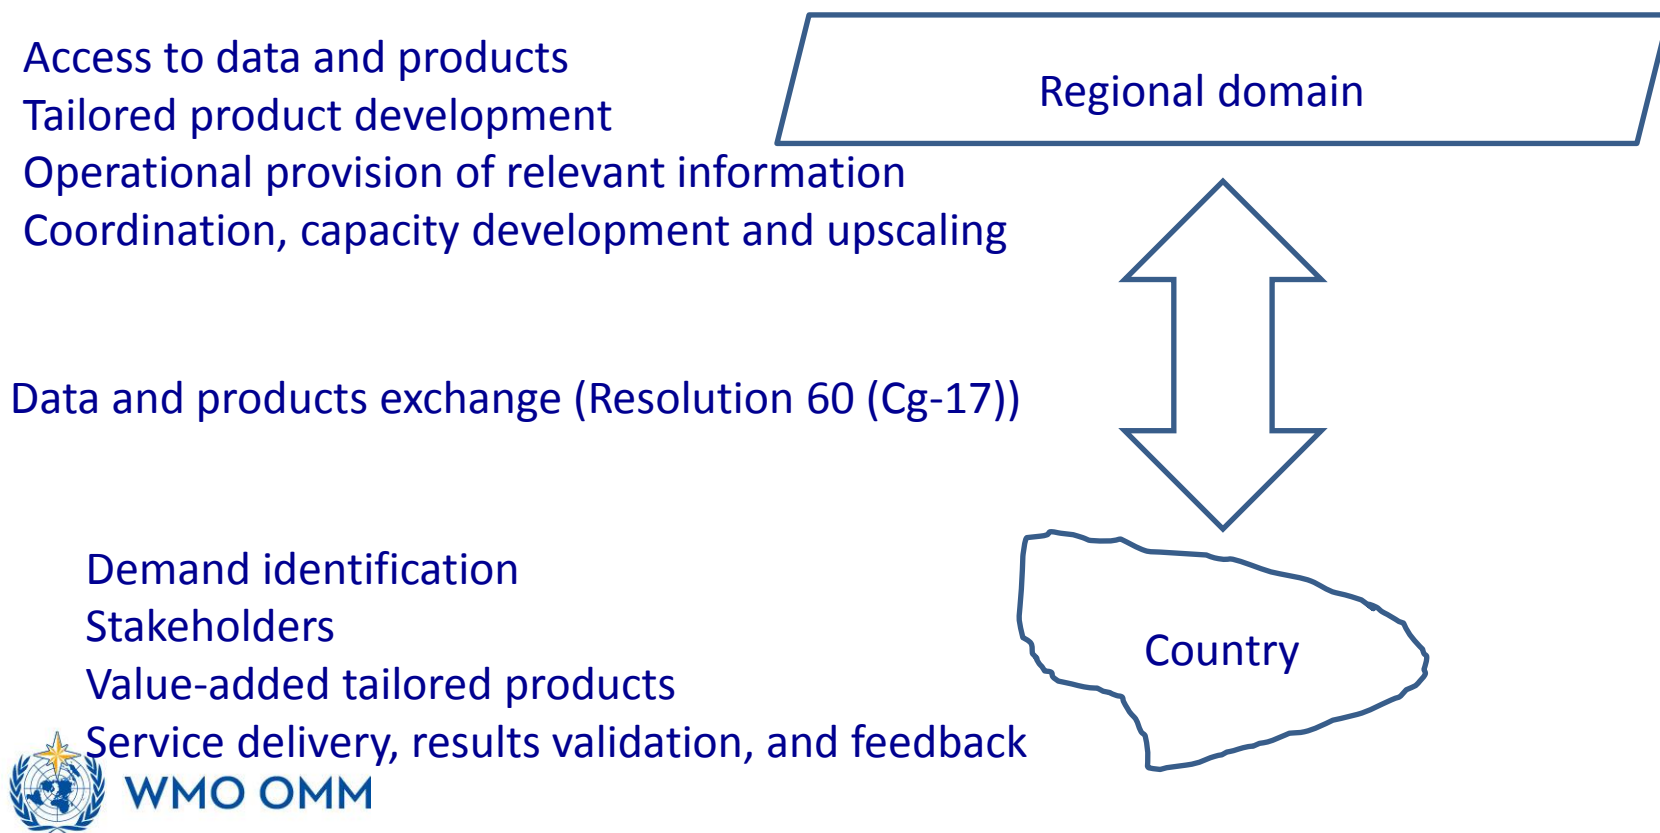 Access to data and products
Tailored product development
Operational provision of relevant information
Coordination, capacity development and upscaling
Regional domain
Data and products exchange (Resolution 60 (Cg-17))
Demand identification
Stakeholders
Value-added tailored products
Service delivery, results validation, and feedback
Country
WMO OMM